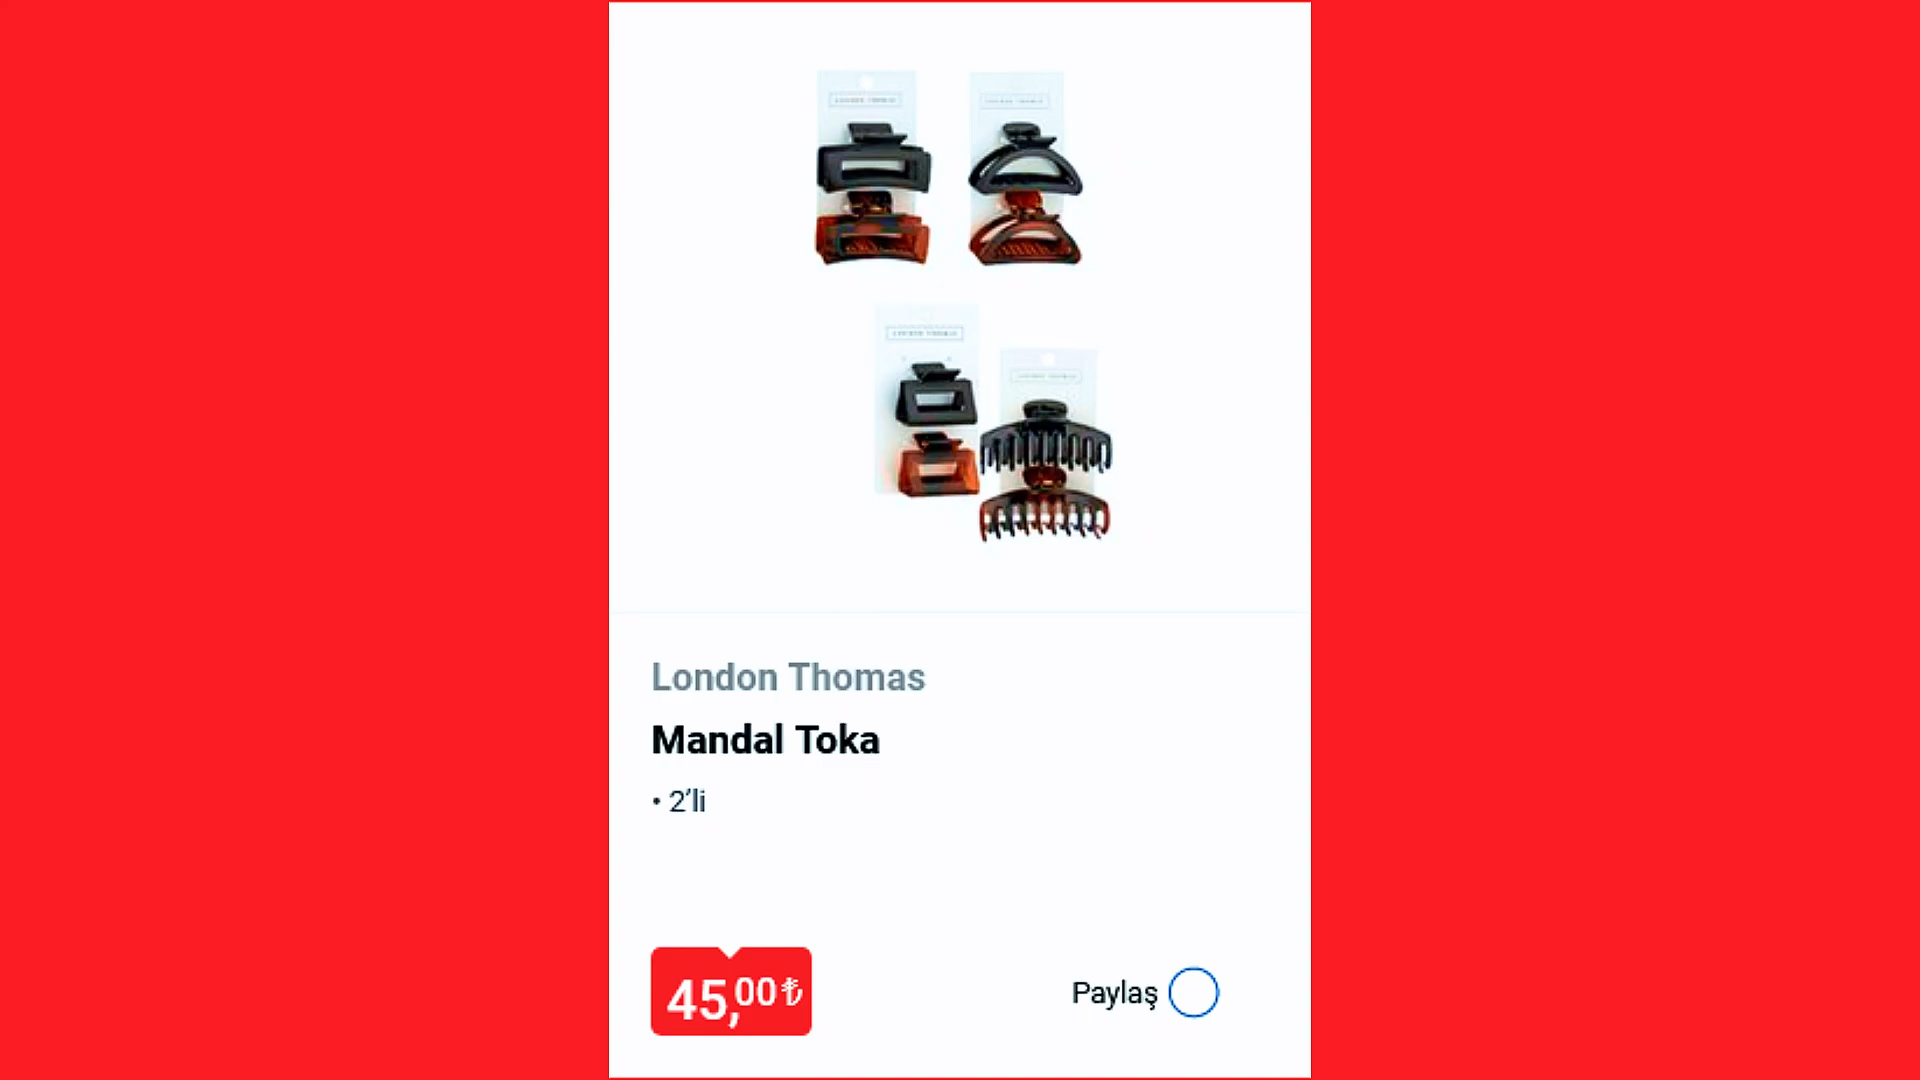 London Thomas
Mandal Toka
• 2'li
45,00₺
Paylaş